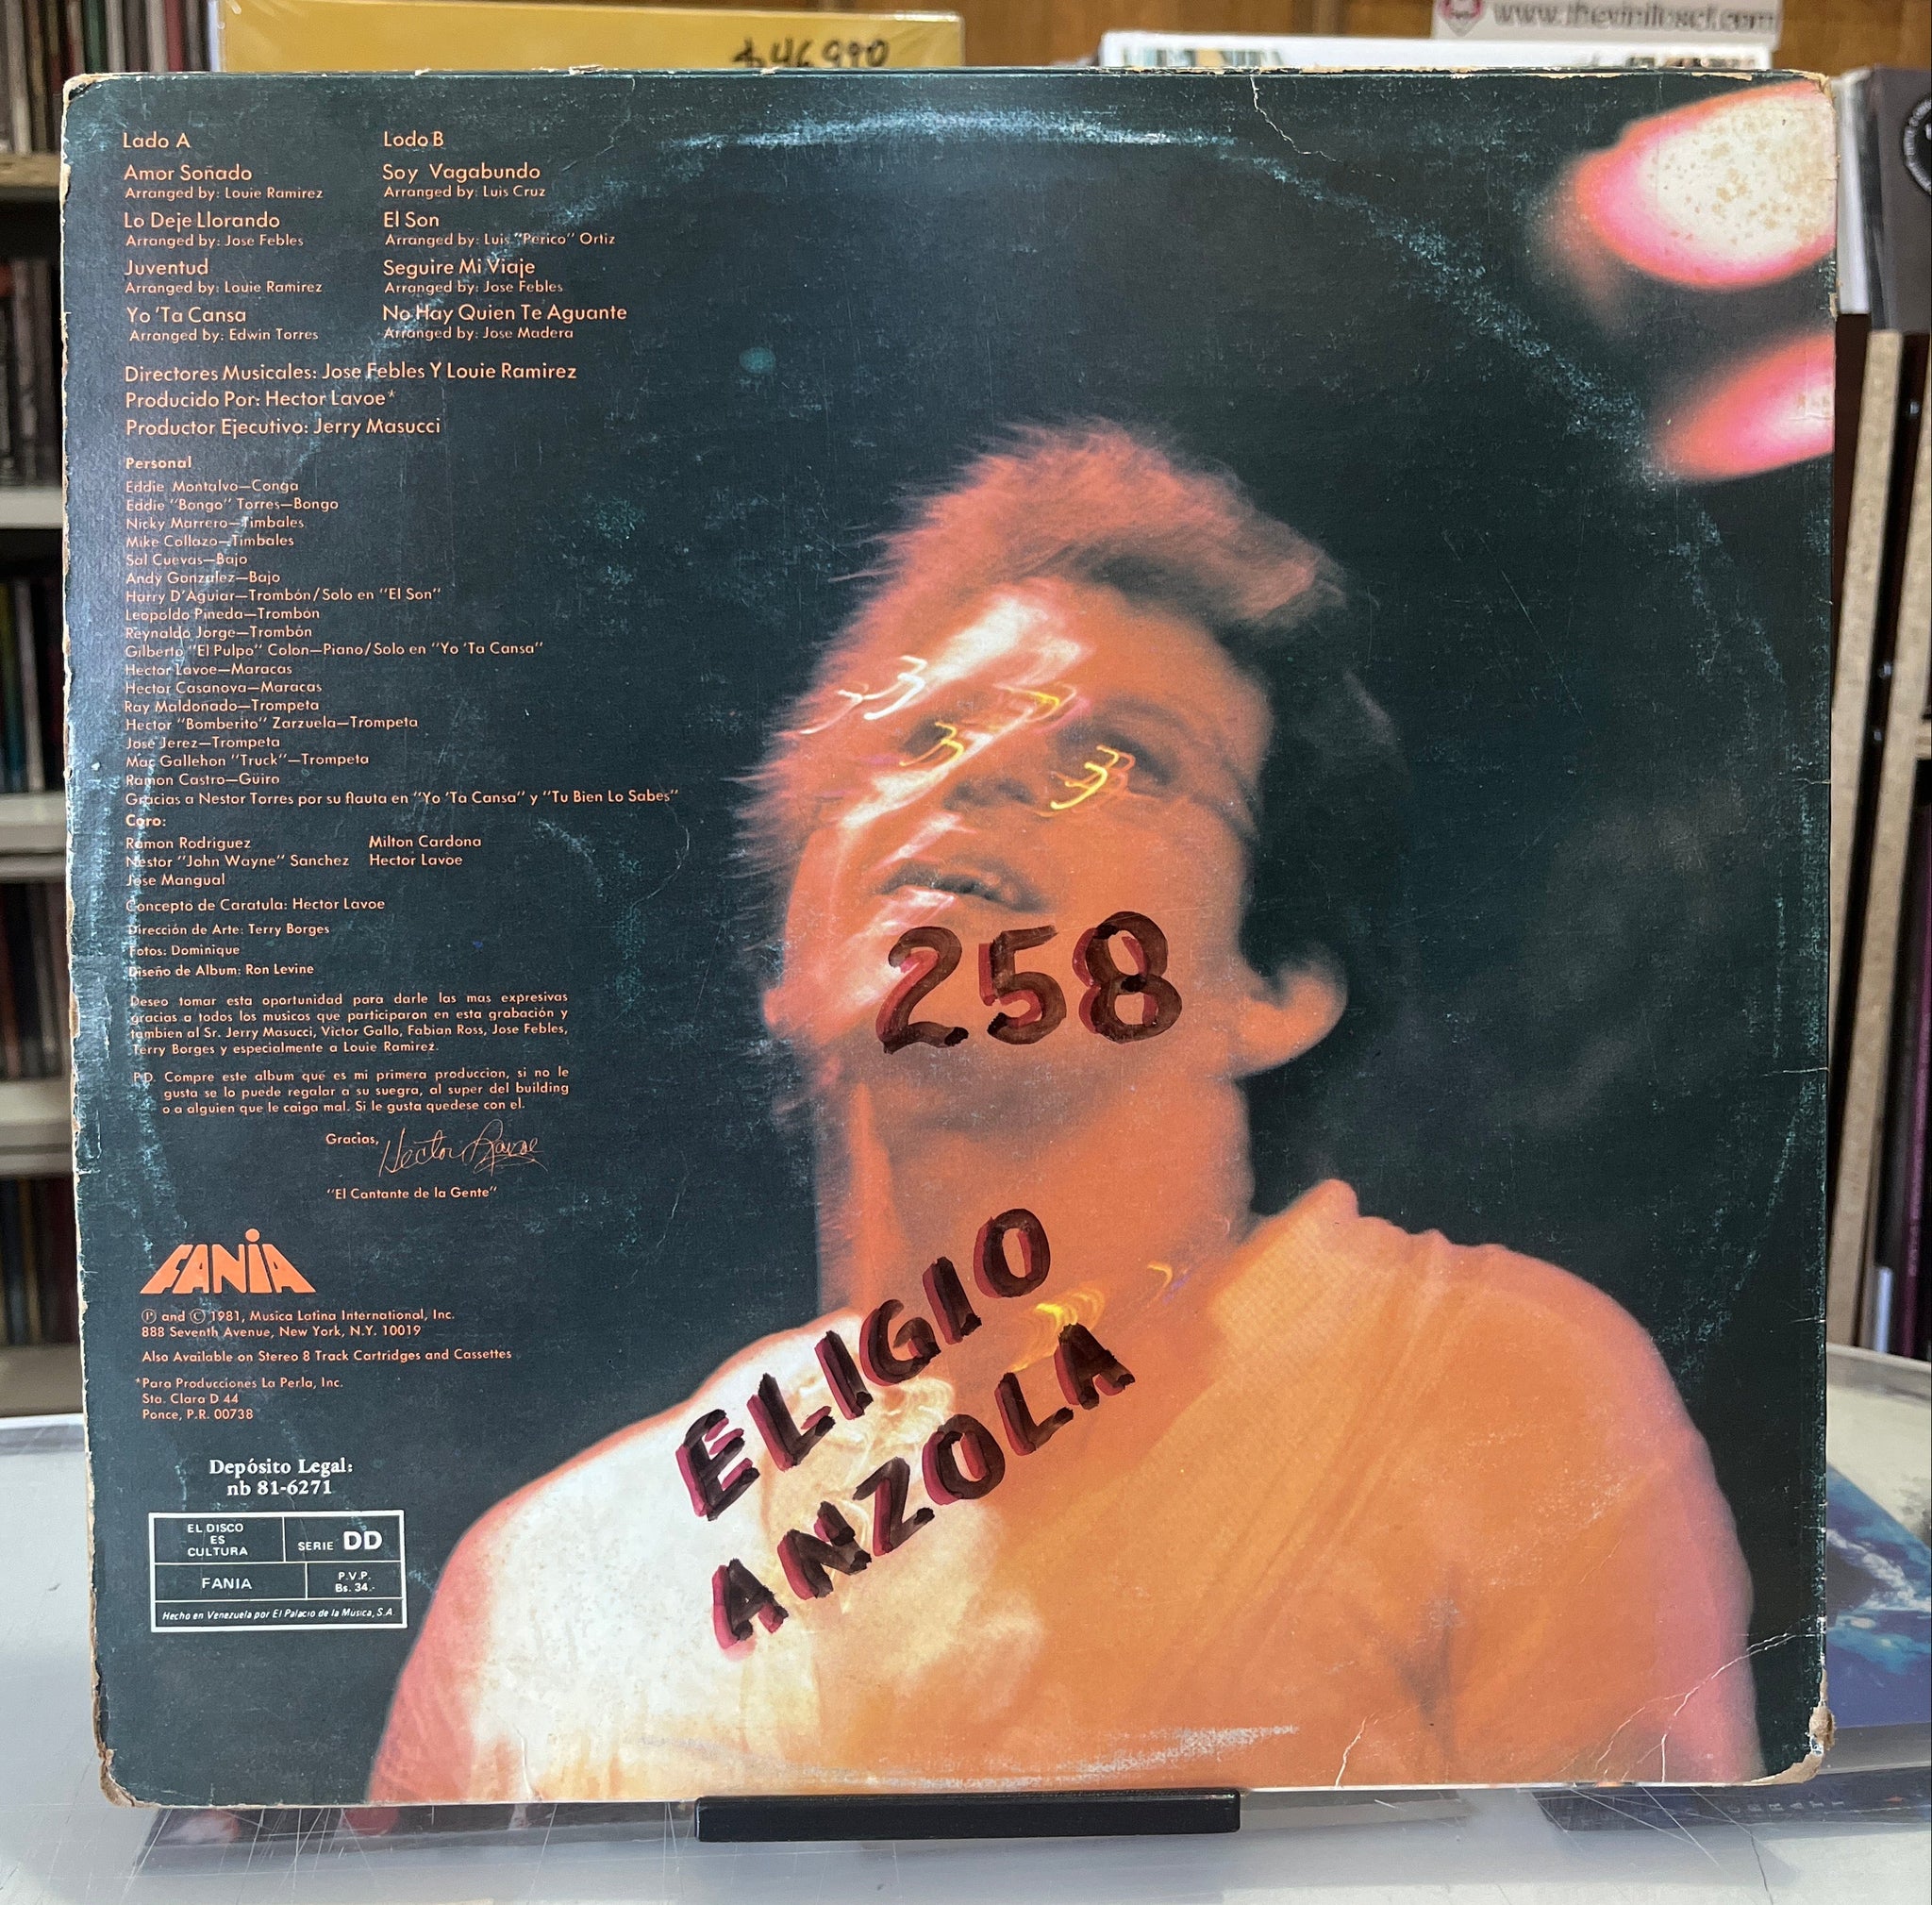 www.theviniloset.com
$46.990
Lado A
Amor Soñado
Arranged by: Louie Ramirez
Lo Deje Llorando
Arranged by: Jose Febles
Juventud
Arranged by: Louie Ramirez
Yo 'Ta Cansa
Arranged by: Edwin Torres
Lodo B
Soy Vagabundo
Arranged by: Luis Cruz
El Son
Arranged by: Luis "Perico" Ortiz
Seguire Mi Viaje
Arranged by: Jose Febles
No Hay Quien Te Aguante
Arranged by: Jose Madera
Directores Musicales: Jose Febles Y Louie Ramirez
Producido Por: Hector Lavoe*
Productor Ejecutivo: Jerry Masucci
Personal
Eddie Montalvo—Conga
Eddie "Bongo" Torres—Bongo
Nicky Marrero—Timbales
Mike Collazo—Timbales
Sal Cuevas—Bajo
Andy Gonzalez—Bajo
Harry D'Aguiar—Trombón/Solo en "El Son"
Leopoldo Pineda—Trombón
Reynaldo Jorge—Trombón
Gilberto "El Pulpo" Colon—Piano/Solo en "Yo 'Ta Cansa"
Hector Lavoe—Maracas
Hector Casanova—Maracas
Ray Maldonado—Trompeta
Hector "Bomberito" Zarzuela—Trompeta
José Jerez—Trompeta
Mac Gallehon "Truck"—Trompeta
Ramon Castro—Güiro
Gracias a Nestor Torres por su flauta en "Yo 'Ta Cansa" y "Tu Bien Lo Sabes"
Coro:
Ramon Rodriguez
Nestor "John Wayne" Sanchez
Jose Mangual
Milton Cardona
Hector Lavoe
Concepto de Caratula: Hector Lavoe
Dirección de Arte: Terry Borges
Fotos: Dominique
Diseño de Album: Ron Levine
Deseo tomar esta oportunidad para darle las mas expresivas
gracias a todos los musicos que participaron en esta grabación y
tambien al Sr. Jerry Masucci, Victor Gallo, Fabian Ross, Jose Febles,
Terry Borges y especialmente a Louie Ramirez.
P.D. Compre este album que es mi primera produccion, si no le
gusta se lo puede regalar a su suegra, al super del building
o a alguien que le caiga mal. Si le gusta quedese con el.
Gracias,
Hector Lavoe
"El Cantante de la Gente"
FANIA
Ⓟ and © 1981, Musica Latina International, Inc.
888 Seventh Avenue, New York, N.Y. 10019
Also Available on Stereo 8 Track Cartridges and Cassettes
*Para Producciones La Perla, Inc.
Sta. Clara D 44
Ponce, P.R. 00738
Depósito Legal:
nb 81-6271
EL DISCO
ES
CULTURA
SERIE DD
FANIA
P.V.P.
Bs. 34.-
Hecho en Venezuela por El Palacio de la Música, S.A.
258
ELIGIO
ANZOLA